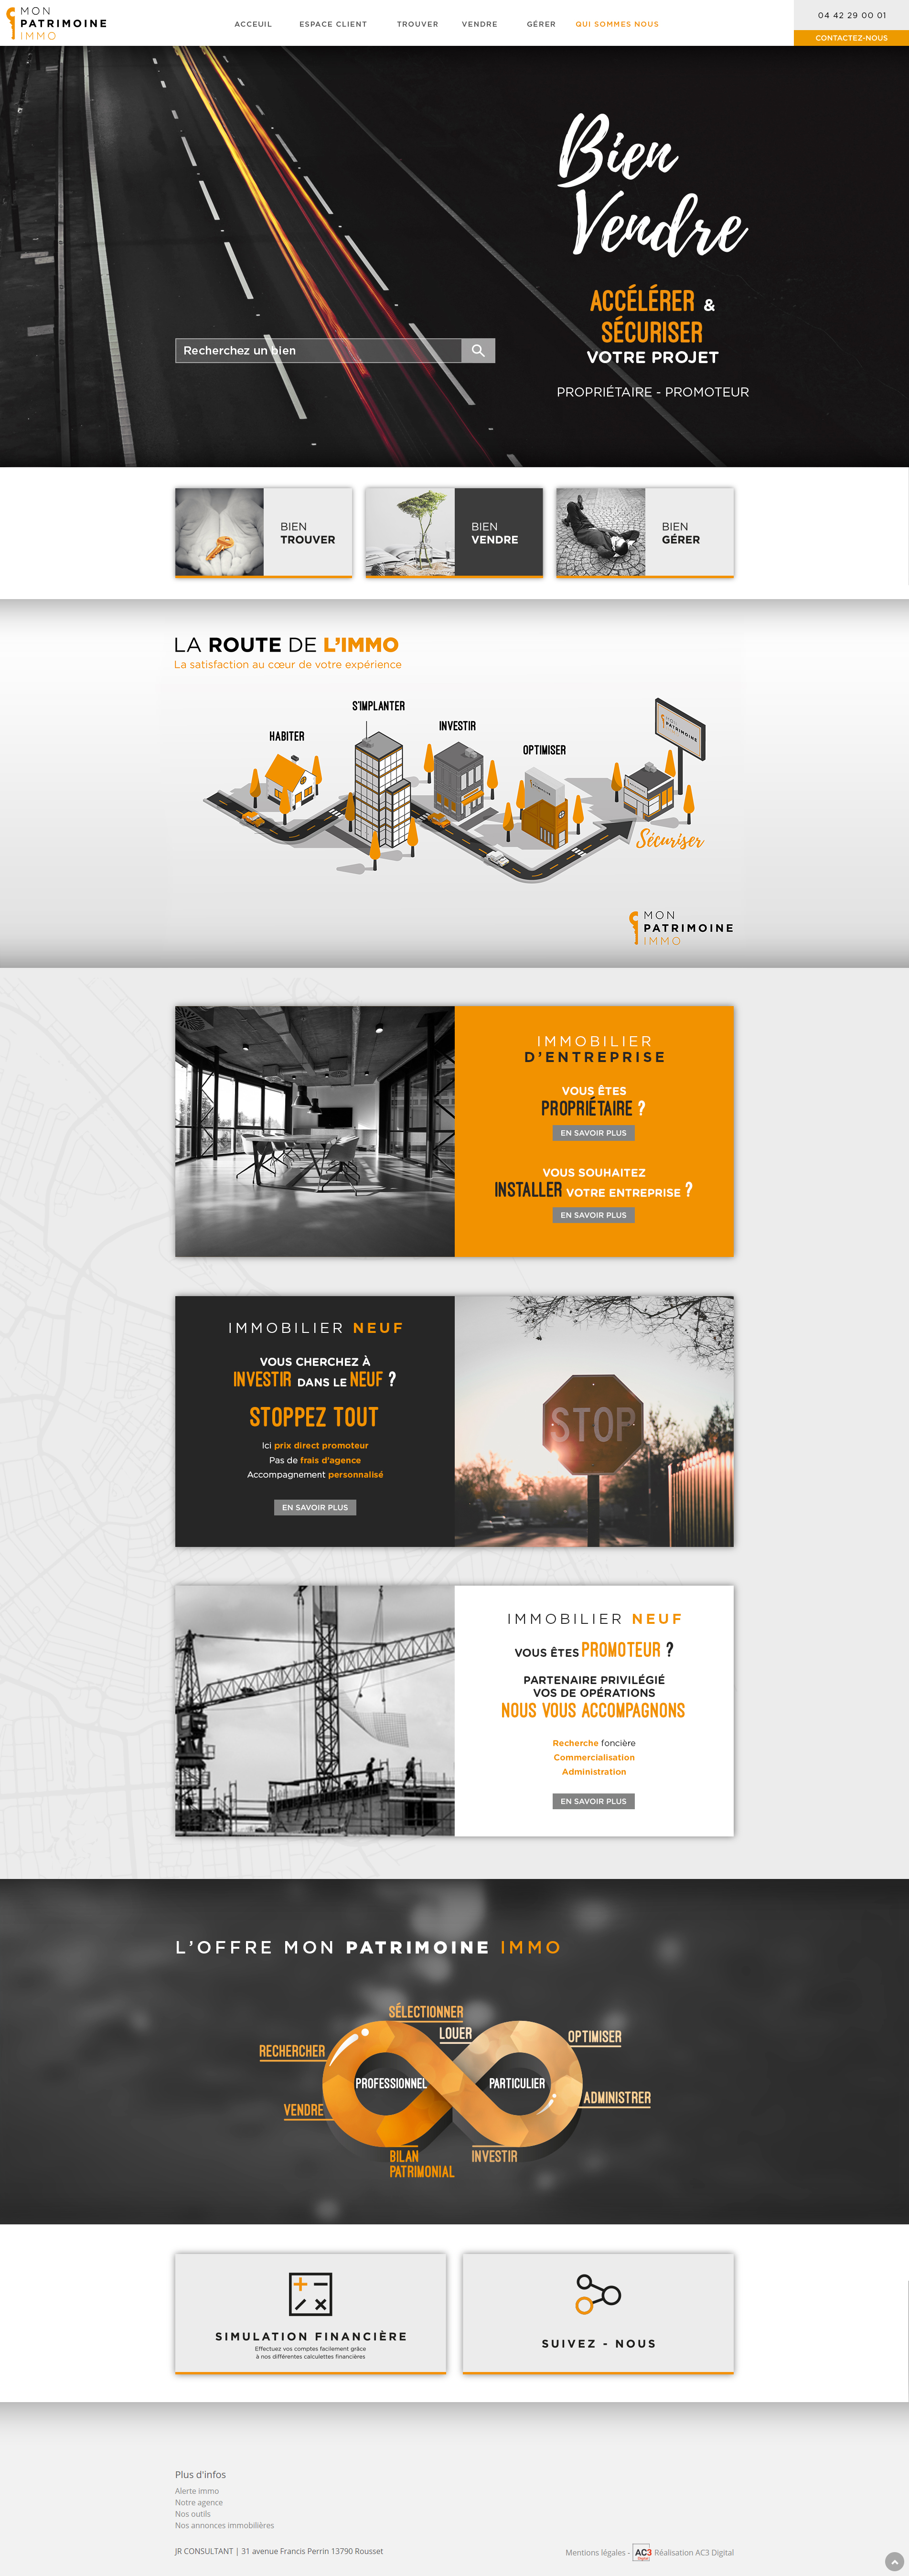 MON
PATRIMOINE
IMMO
ACCEUIL
ESPACE CLIENT
TROUVER
VENDRE
GÉRER
QUI SOMMES NOUS
04 42 29 00 01
CONTACTEZ-NOUS
Bien
Vendre
ACCÉLÉRER &
SÉCURISER
VOTRE PROJET
PROPRIÉTAIRE - PROMOTEUR
Recherchez un bien
BIEN
TROUVER
BIEN
VENDRE
BIEN
GÉRER
LA ROUTE DE L'IMMO
La satisfaction au cœur de votre expérience
S'IMPLANTER
INVESTIR
HABITER
OPTIMISER
MON
PATRIMOINE
Sécuriser
MON
PATRIMOINE
IMMO
IMMOBILIER
D'ENTREPRISE
VOUS ÊTES
PROPRIÉTAIRE ?
EN SAVOIR PLUS
VOUS SOUHAITEZ
INSTALLER VOTRE ENTREPRISE ?
EN SAVOIR PLUS
IMMOBILIER NEUF
VOUS CHERCHEZ À
INVESTIR DANS LE NEUF ?
STOPPEZ TOUT
Ici prix direct promoteur
Pas de frais d'agence
Accompagnement personnalisé
EN SAVOIR PLUS
STOP
IMMOBILIER NEUF
VOUS ÊTES PROMOTEUR ?
PARTENAIRE PRIVILÉGIÉ
VOS DE OPÉRATIONS
NOUS VOUS ACCOMPAGNONS
Recherche foncière
Commercialisation
Administration
EN SAVOIR PLUS
L'OFFRE MON PATRIMOINE IMMO
SÉLECTIONNER
LOUER
OPTIMISER
RECHERCHER
PROFESSIONNEL
PARTICULIER
ADMINISTRER
VENDRE
BILAN
PATRIMONIAL
INVESTIR
SIMULATION FINANCIÈRE
Effectuez vos comptes facilement grâce
à nos différentes calculettes financières
SUIVEZ - NOUS
Plus d'infos
Alerte immo
Notre agence
Nos outils
Nos annonces immobilières
JR CONSULTANT | 31 avenue Francis Perrin 13790 Rousset
Mentions légales - AC3 Digital Réalisation AC3 Digital